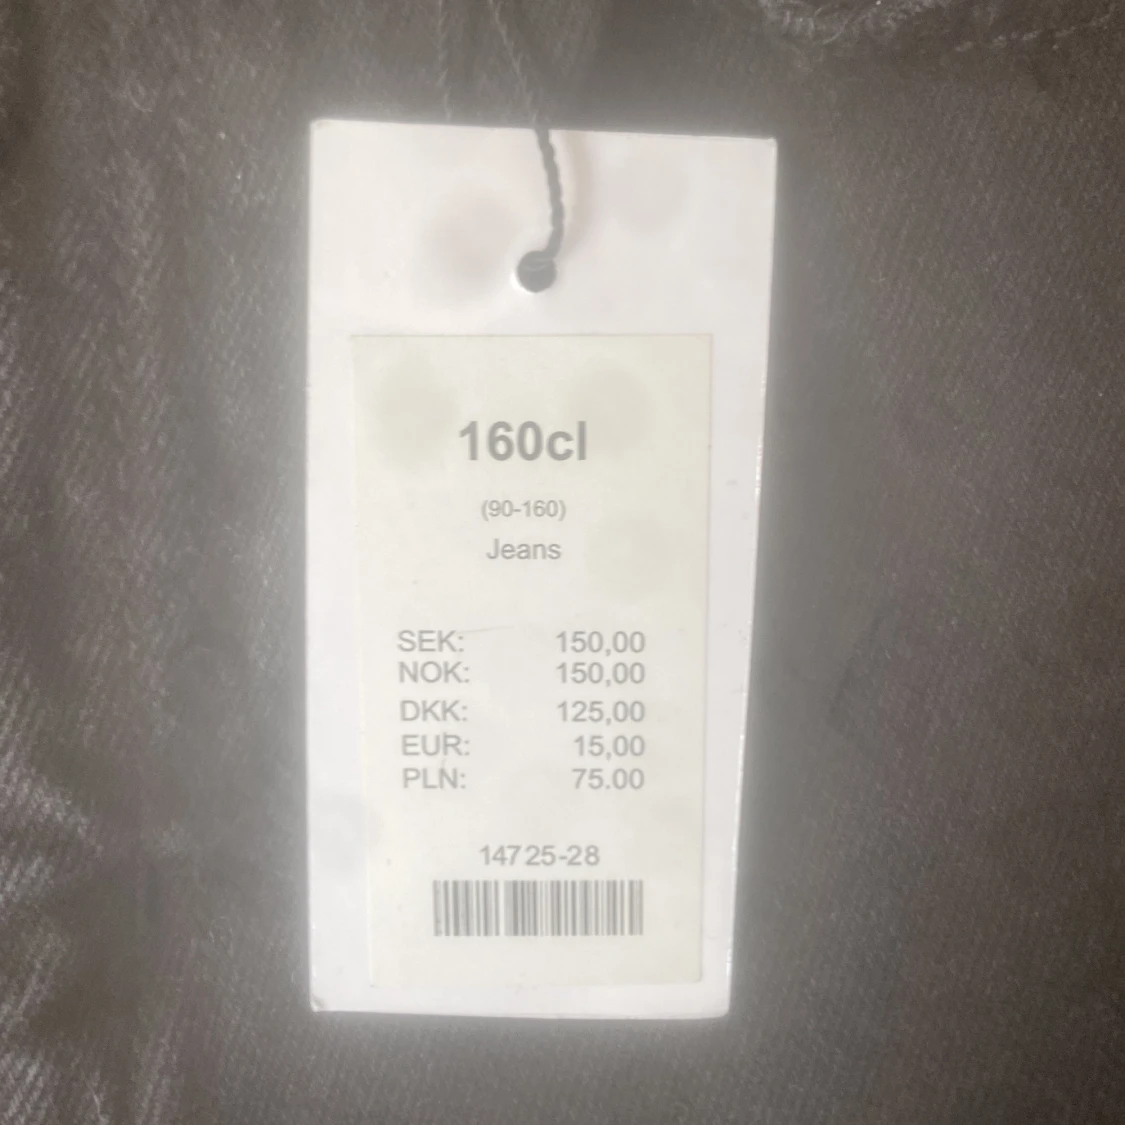 160cl
(90-160)
Jeans
SEK: 150,00
NOK: 150,00
DKK: 125,00
EUR: 15,00
PLN: 75.00
14725-28